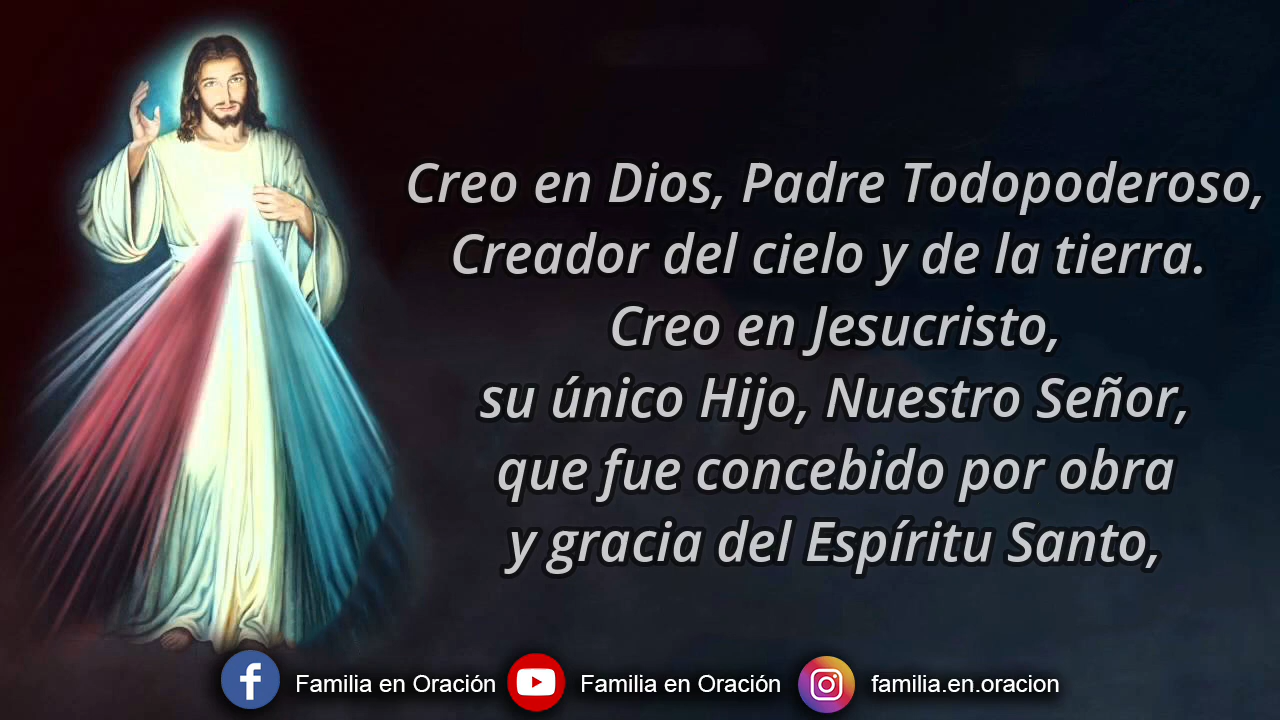 Creo en Dios, Padre Todopoderoso,
Creador del cielo y de la tierra.
Creo en Jesucristo,
su único Hijo, Nuestro Señor,
que fue concebido por obra
y gracia del Espíritu Santo,
Familia en Oración Familia en Oración familia.en.oracion